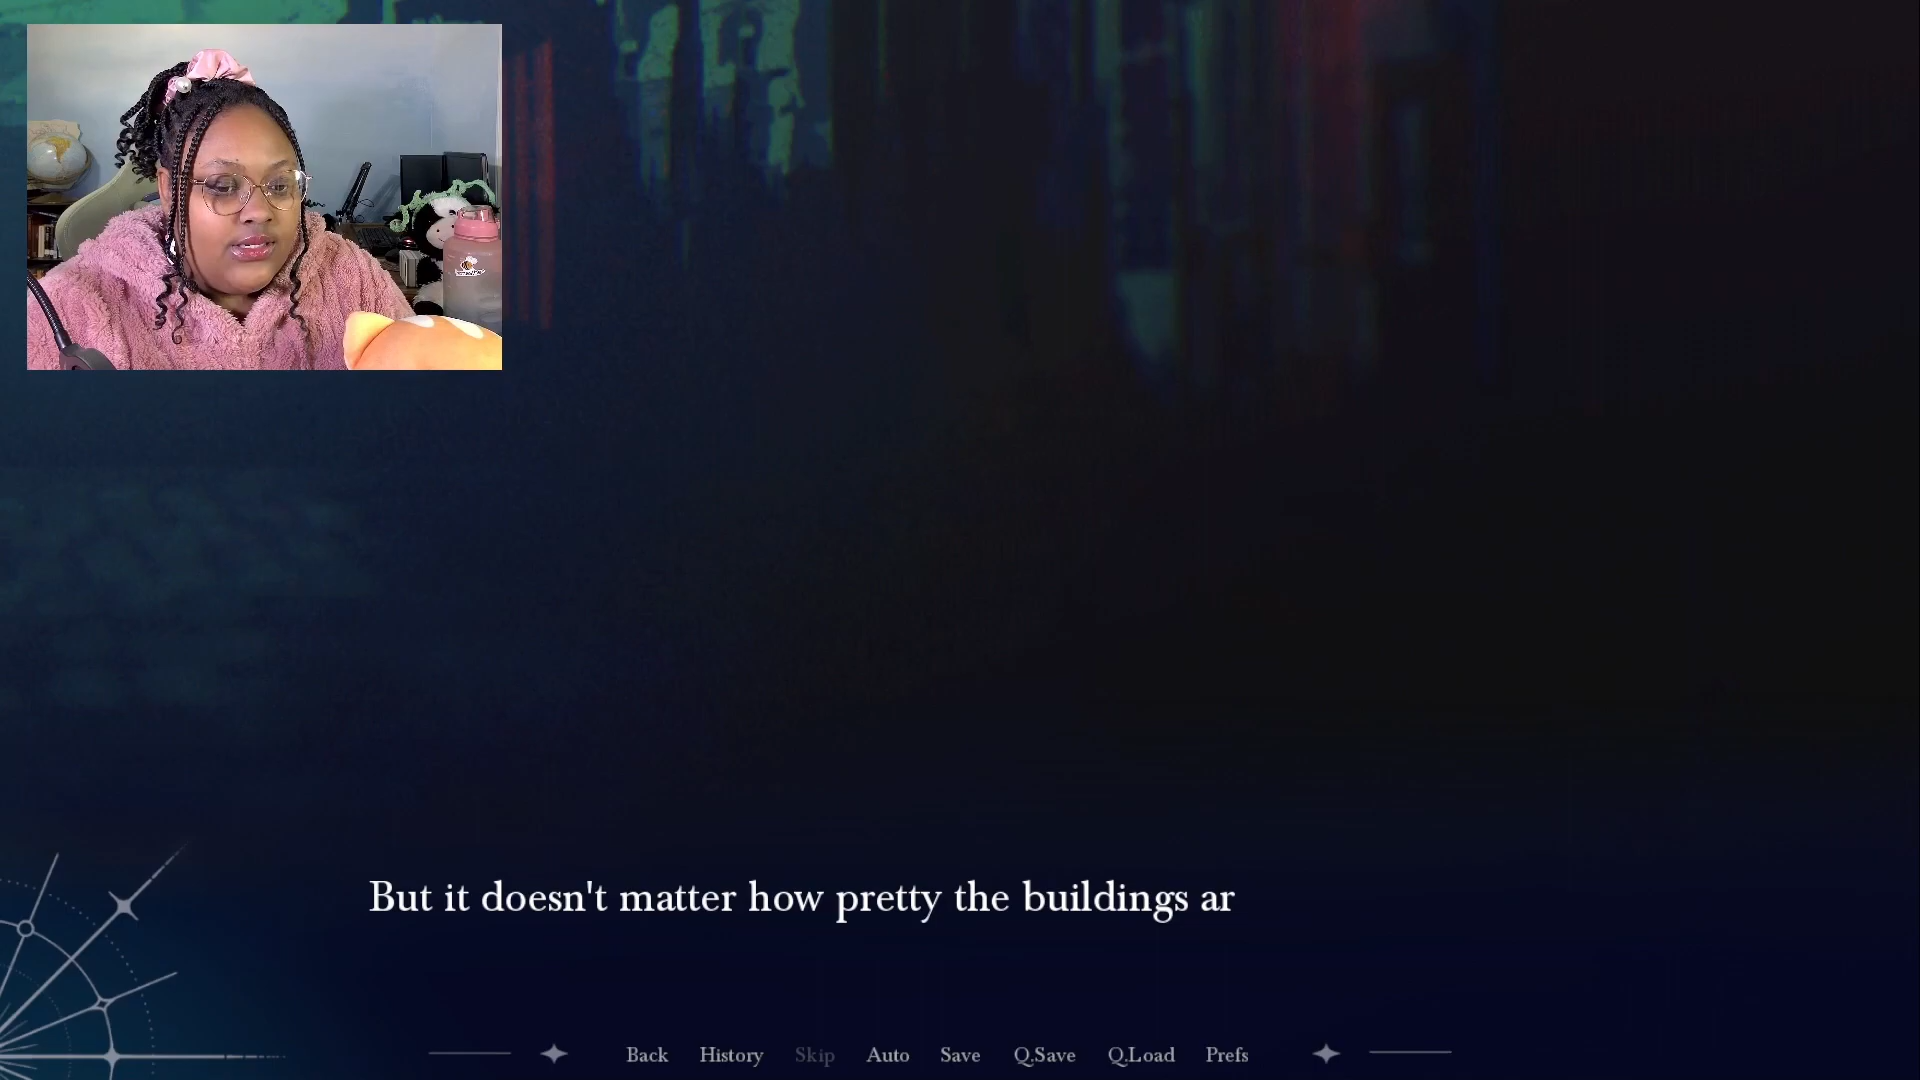 But it doesn't matter how pretty the buildings ar
Back History Skip Auto Save Q.Save Q.Load Prefs